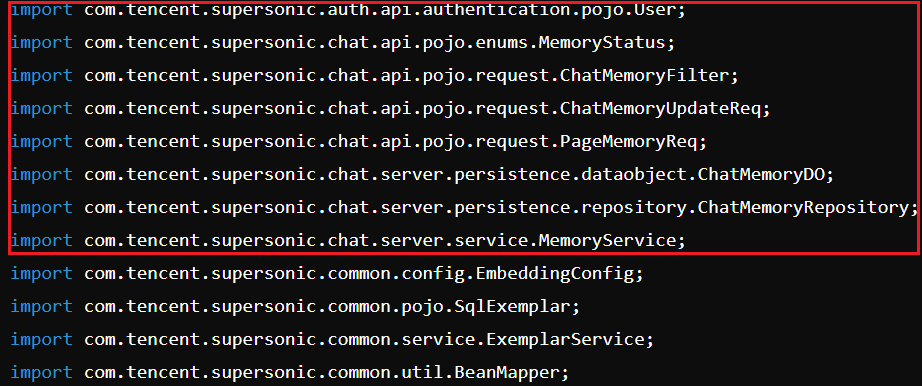 import com.tencent.supersonic.auth.api.authentication.pojo.User;
import com.tencent.supersonic.chat.api.pojo.enums.MemoryStatus;
import com.tencent.supersonic.chat.api.pojo.request.ChatMemoryFilter;
import com.tencent.supersonic.chat.api.pojo.request.ChatMemoryUpdateReq;
import com.tencent.supersonic.chat.api.pojo.request.PageMemoryReq;
import com.tencent.supersonic.chat.server.persistence.dataobject.ChatMemoryDO;
import com.tencent.supersonic.chat.server.persistence.repository.ChatMemoryRepository;
import com.tencent.supersonic.chat.server.service.MemoryService;
import com.tencent.supersonic.common.config.EmbeddingConfig;
import com.tencent.supersonic.common.pojo.SqlExemplar;
import com.tencent.supersonic.common.service.ExemplarService;
import com.tencent.supersonic.common.util.BeanMapper;